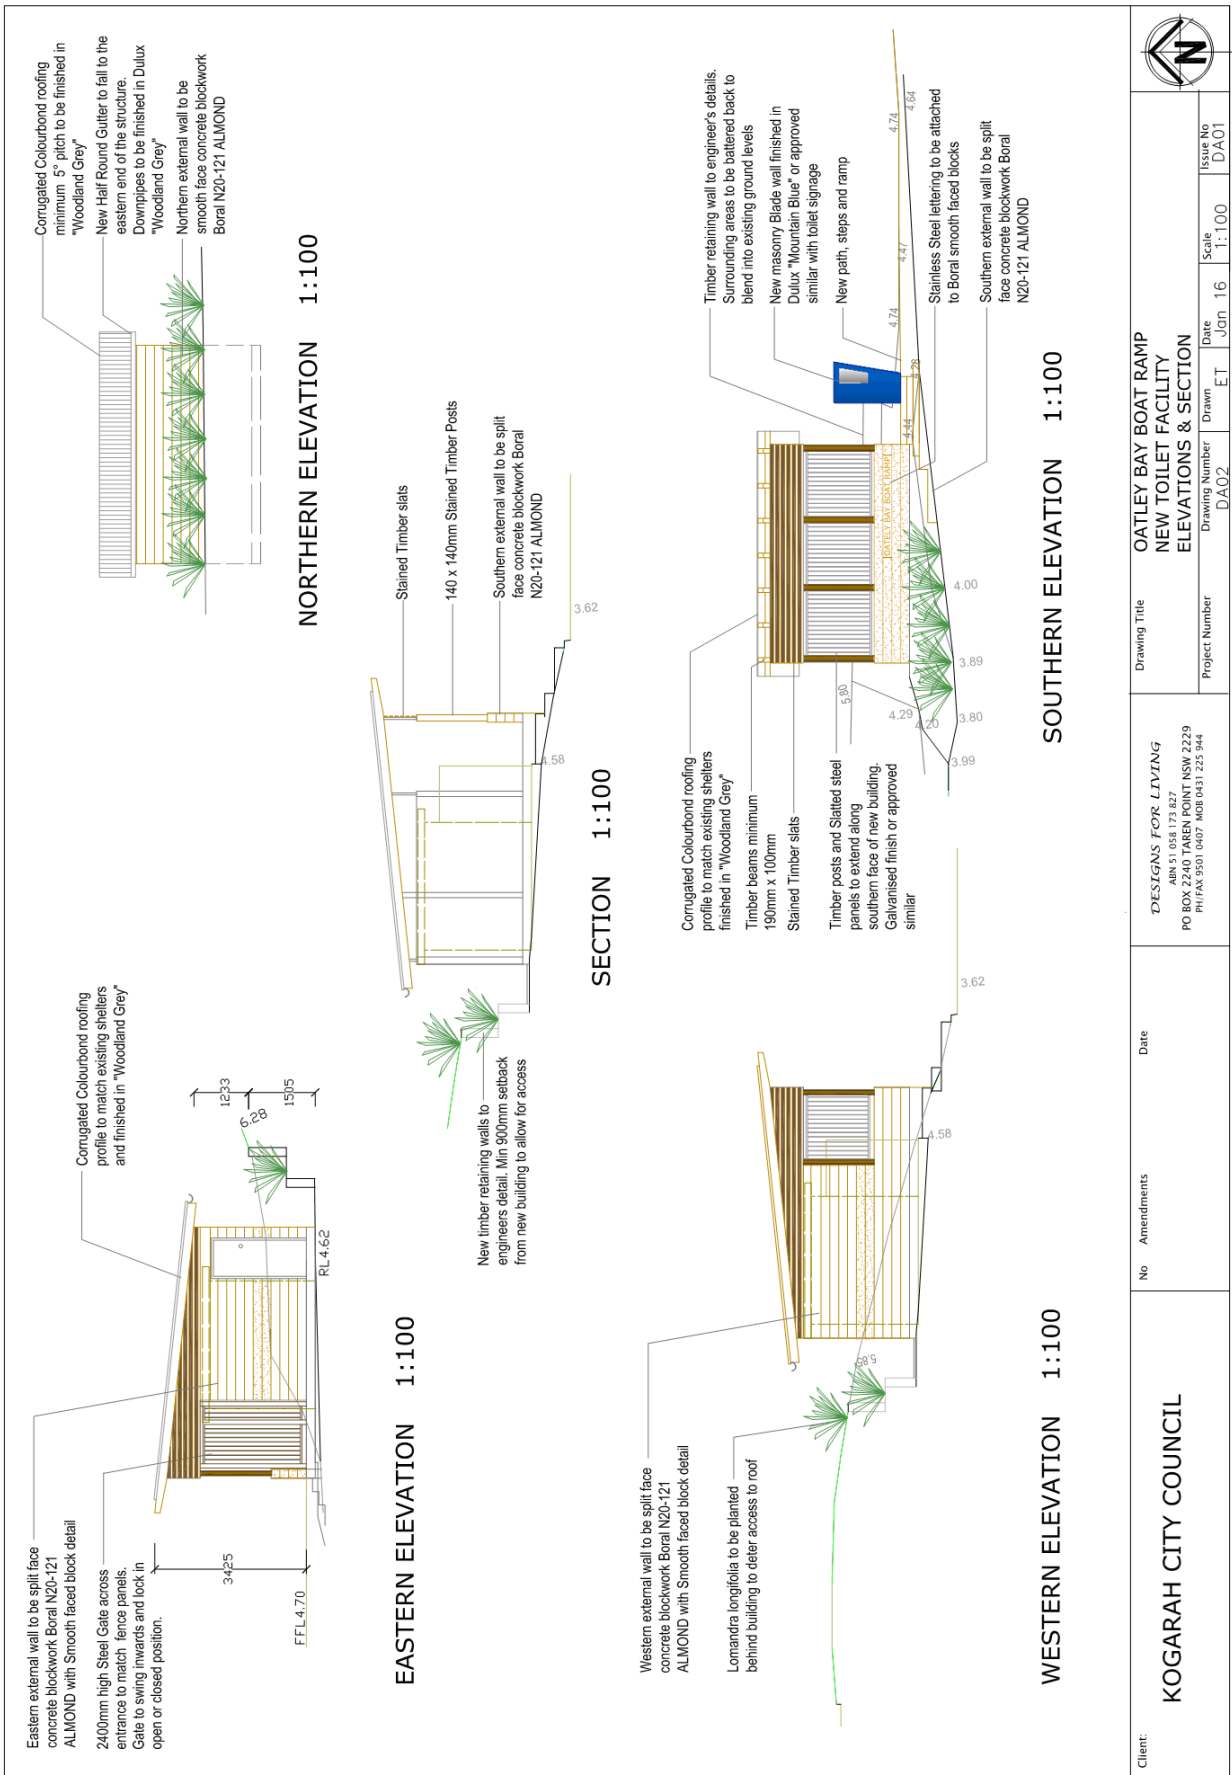 Eastern external wall to be split face
concrete blockwork Boral N20-121
ALMOND with Smooth faced block detail
2400mm high Steel Gate across
entrance to match  fence panels.
Gate to swing inwards and lock in
open or closed position.
Corrugated Colourbond roofing
profile to match existing shelters
and finished in "Woodland Grey"
3425
FFL4.70
1233
1505
6.28
RL4.62
EASTERN ELEVATION 1:100
Corrugated Colourbond roofing
minimum  5° pitch to be finished in
"Woodland Grey"
New Half Round Gutter to fall to the
eastern end of the structure.
Downpipes to be finished in Dulux
"Woodland Grey"
Northern external wall to be
smooth face concrete blockwork
Boral N20-121 ALMOND
NORTHERN ELEVATION 1:100
New timber retaining walls to
engineers detail. Min 900mm setback
from new building to allow for access
Stained Timber slats
140 x 140mm Stained Timber Posts
Southern external wall to be split
face concrete blockwork Boral
N20-121 ALMOND
4.58
3.62
SECTION 1:100
Western external wall to be split face
concrete blockwork Boral N20-121
ALMOND with Smooth faced block detail
Lomandra longifolia to be planted
behind building to deter access to roof
5.85
4.58
3.62
WESTERN ELEVATION 1:100
Corrugated Colourbond roofing
profile to match existing shelters
finished in "Woodland Grey"
Timber beams minimum
190mm x 100mm
Stained Timber slats
Timber posts and Slatted steel
panels to extend along
southern face of new building.
Galvanised finish or approved
similar
Timber retaining wall to engineer's details.
Surrounding areas to be battered back to
blend into existing ground levels
New masonry Blade wall finished in
Dulux "Mountain Blue" or approved
similar with toilet signage
New path, steps and ramp
Stainless Steel lettering to be attached
to Boral smooth faced blocks
Southern external wall to be split
face concrete blockwork Boral
N20-121 ALMOND
OATELY BAY BOAT RAMP
5.80
4.29
4.20
3.99
3.80
3.89
4.00
4.44
4.26
4.74
4.47
4.74
4.64
SOUTHERN ELEVATION 1:100
Client:
KOGARAH CITY COUNCIL
No Amendments Date
DESIGNS FOR LIVING
ABN 51 058 173 827
PO BOX 2240 TAREN POINT NSW 2229
PH/FAX 9501 0407  MOB 0431 225 944
Drawing Title
OATLEY BAY BOAT RAMP
NEW TOILET FACILITY
ELEVATIONS & SECTION
Project Number
Drawing Number
DA02
Drawn
ET
Date
Jan 16
Scale
1:100
Issue No
DA01
N